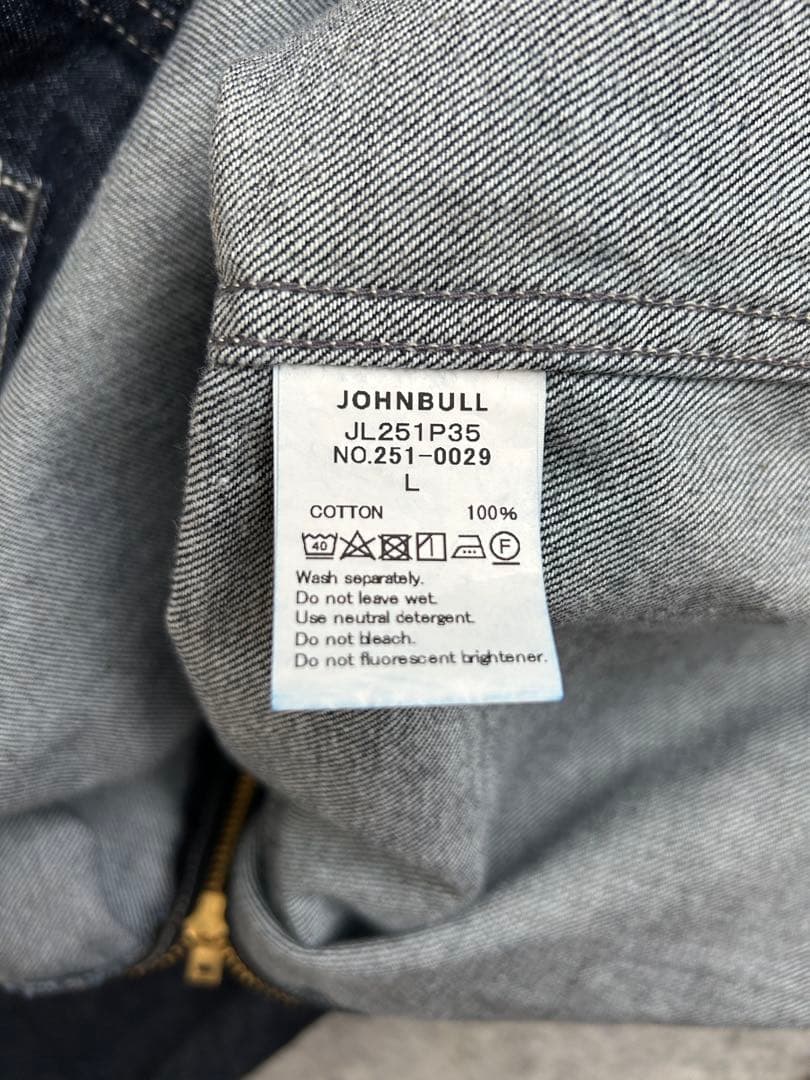 JOHNBULL
JL251P35
NO.251-0029
L
COTTON 100%
40 F
Wash separately.
Do not leave wet.
Use neutral detergent.
Do not bleach.
Do not fluorescent brightener.